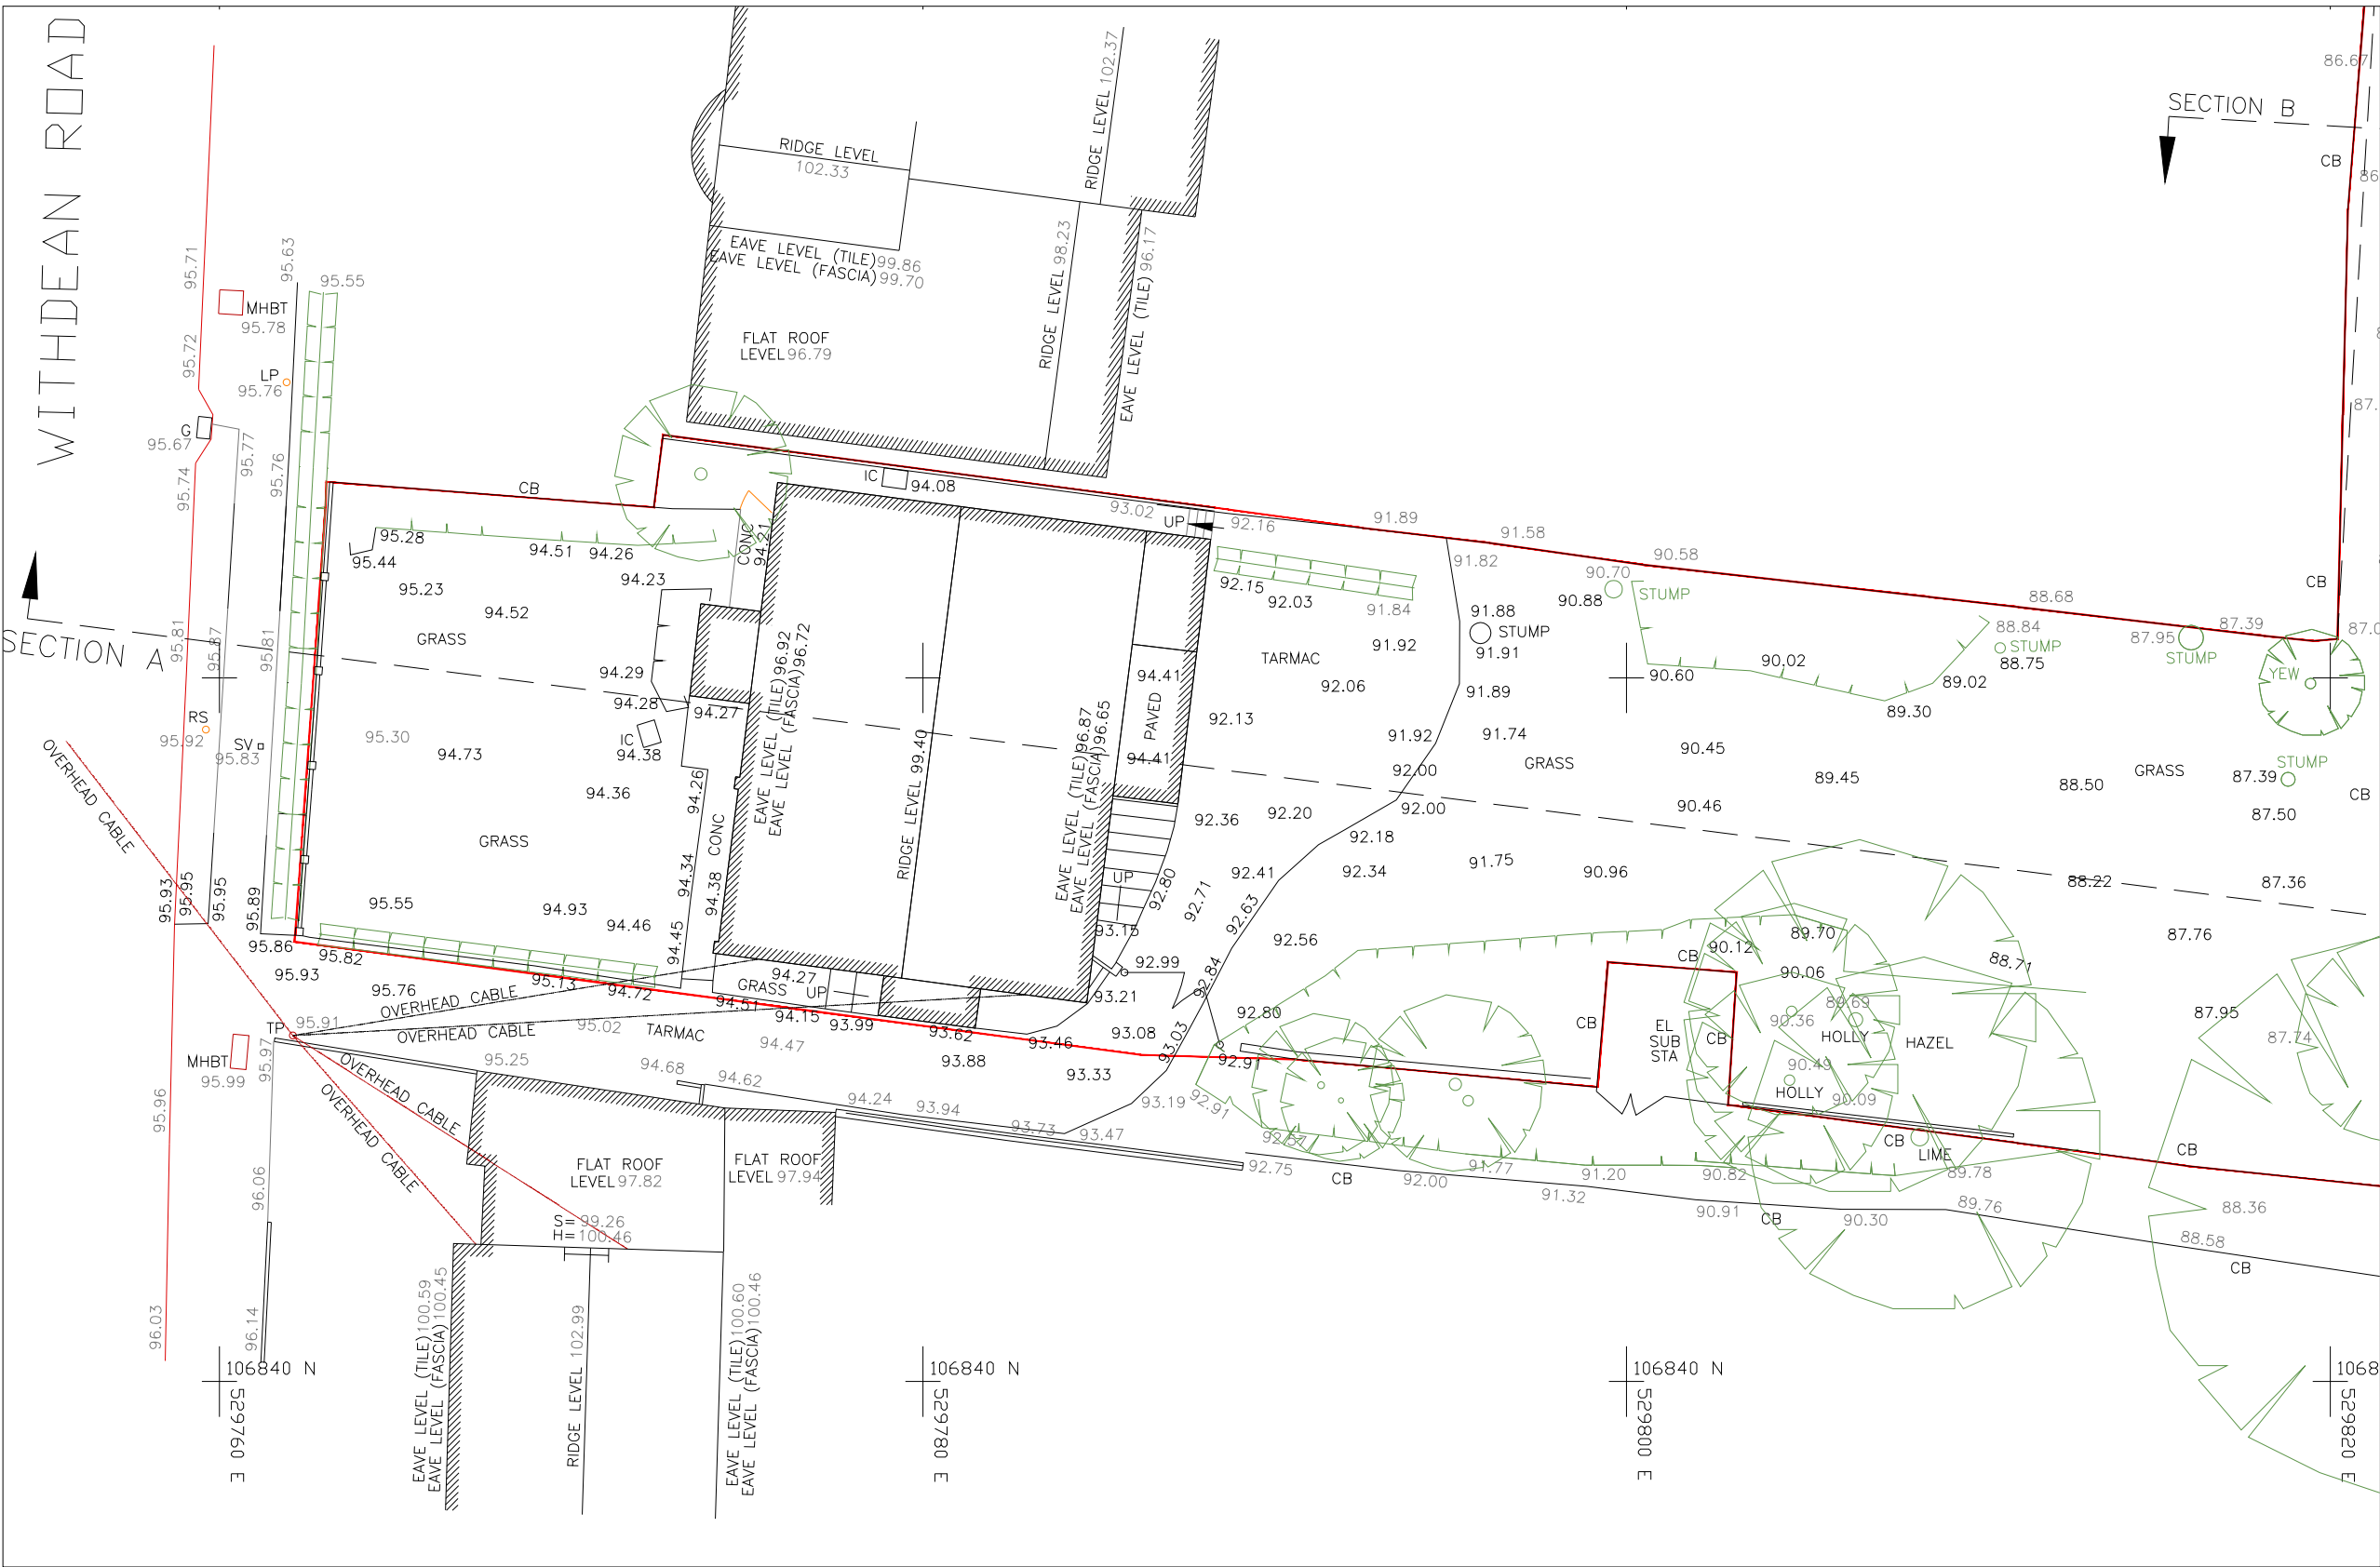 WITHDEAN ROAD
86.67
SECTION B
CB
RIDGE LEVEL 102.37
RIDGE LEVEL
102.33
EAVE LEVEL (TILE) 99.86
EAVE LEVEL (FASCIA) 99.70
RIDGE LEVEL 98.23
EAVE LEVEL (TILE) 96.17
FLAT ROOF
LEVEL 96.79
95.71
95.63
95.55
MHBT
95.78
95.72
LP
95.76
G
95.67
95.77
95.76
95.74
CB
IC
94.08
93.02
UP
92.16
91.89
91.58
90.58
91.82
90.70
STUMP
90.88
88.68
CB
87.39
87.95
STUMP
88.84
STUMP
88.75
YEW
95.28
95.44
94.51
94.26
94.23
95.23
94.52
GRASS
CONC
94.21
92.15
92.03
91.84
91.88
STUMP
91.91
91.92
TARMAC
92.06
91.89
90.60
90.02
89.02
89.30
SECTION A
95.81
95.87
95.81
94.29
94.28
94.27
EAVE LEVEL (TILE) 96.92
EAVE LEVEL (FASCIA) 96.72
94.41
PAVED
94.41
92.13
91.92
91.74
92.00
GRASS
90.45
89.45
88.50
GRASS
87.39
STUMP
87.50
CB
RS
95.92
SV
95.83
95.30
94.73
IC
94.38
94.36
94.26
94.34
CONC
94.38
GRASS
RIDGE LEVEL 99.40
EAVE LEVEL (TILE) 96.87
EAVE LEVEL (FASCIA) 96.65
92.36
92.20
92.00
92.18
90.46
91.75
90.96
92.41
92.34
88.22
87.36
OVERHEAD CABLE
95.93
95.95
95.95
95.89
95.55
94.93
94.46
94.45
UP
92.80
92.71
92.63
93.15
92.56
92.99
92.84
CB
90.12
89.70
90.06
88.71
87.76
95.86
95.82
95.93
95.76
95.13
94.72
94.27
GRASS
UP
94.51
94.15
93.99
93.62
93.46
93.21
93.08
93.03
92.80
OVERHEAD CABLE
OVERHEAD CABLE
TP
95.91
95.02
TARMAC
94.47
93.88
93.33
92.91
CB
EL
SUB
STA
CB
90.36
89.69
HOLLY
HAZEL
90.49
HOLLY
90.09
87.95
87.74
MHBT
95.99
95.97
95.25
94.68
94.62
94.24
93.94
93.73
93.47
93.19
92.91
92.57
92.75
OVERHEAD CABLE
OVERHEAD CABLE
95.96
96.06
FLAT ROOF
LEVEL 97.82
FLAT ROOF
LEVEL 97.94
CB
92.00
91.77
91.32
91.20
90.82
90.91
CB
LIME
CB
90.30
89.78
89.76
CB
88.36
88.58
CB
S= 99.26
H= 100.46
96.03
96.14
EAVE LEVEL (TILE) 100.59
EAVE LEVEL (FASCIA) 100.45
RIDGE LEVEL 102.99
EAVE LEVEL (TILE) 100.60
EAVE LEVEL (FASCIA) 100.46
106840 N
529760 E
106840 N
529780 E
106840 N
529800 E
529820 E